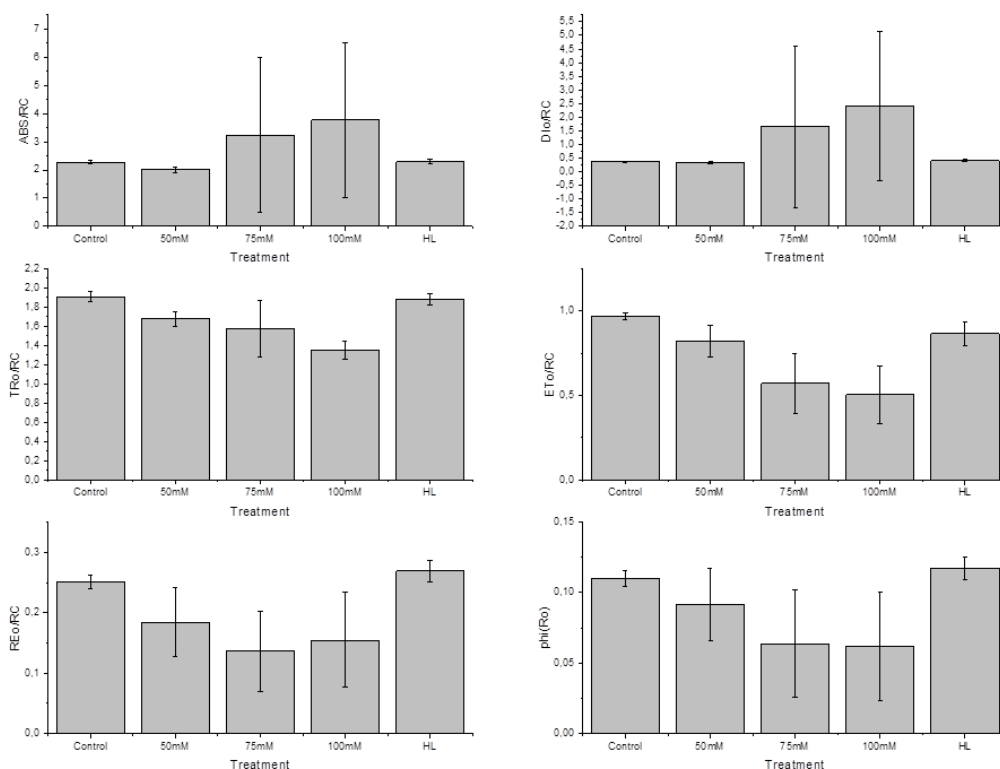 7
6
5
4
3
2
1
0
ABS/RC
Control 50mM 75mM 100mM HL
Treatment
5,5
5,0
4,5
4,0
3,5
3,0
2,5
2,0
1,5
1,0
0,5
0,0
-0,5
-1,0
-1,5
-2,0
DIo/RC
Control 50mM 75mM 100mM HL
Treatment
2,2
2,0
1,8
1,6
1,4
1,2
1,0
0,8
0,6
0,4
0,2
0,0
TRo/RC
Control 50mM 75mM 100mM HL
Treatment
1,0
0,5
0,0
ETo/RC
Control 50mM 75mM 100mM HL
Treatment
0,3
0,2
0,1
0,0
REo/RC
Control 50mM 75mM 100mM HL
Treatment
0,15
0,10
0,05
0,00
phi(Ro)
Control 50mM 75mM 100mM HL
Treatment